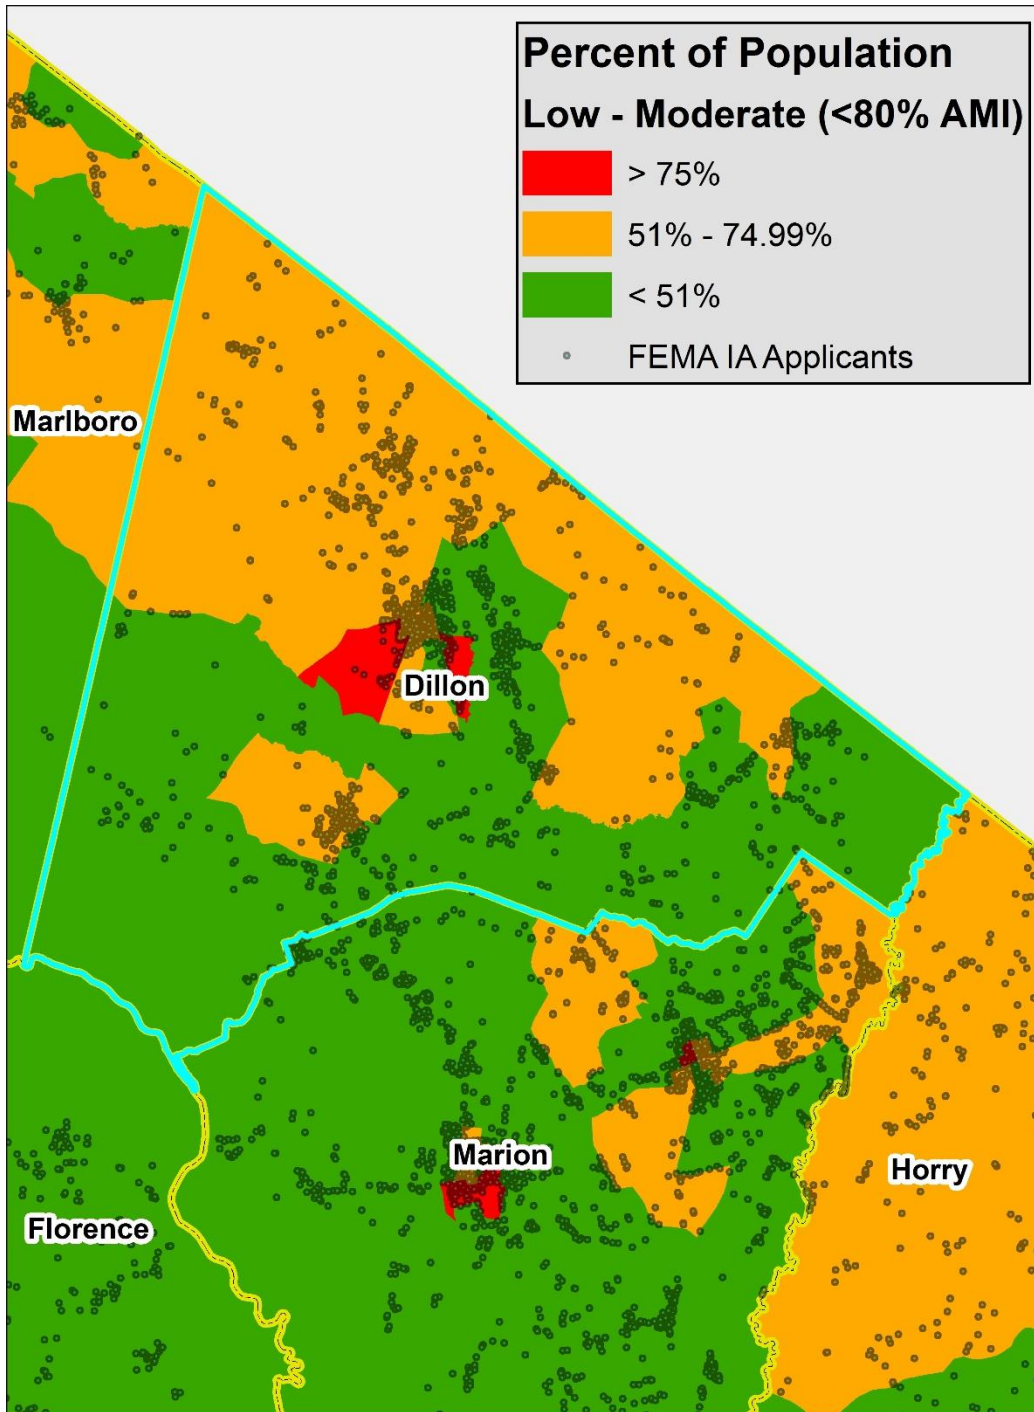 Percent of Population
Low - Moderate (<80% AMI)
> 75%
51% - 74.99%
< 51%
FEMA IA Applicants
Marlboro
Dillon
Marion
Horry
Florence